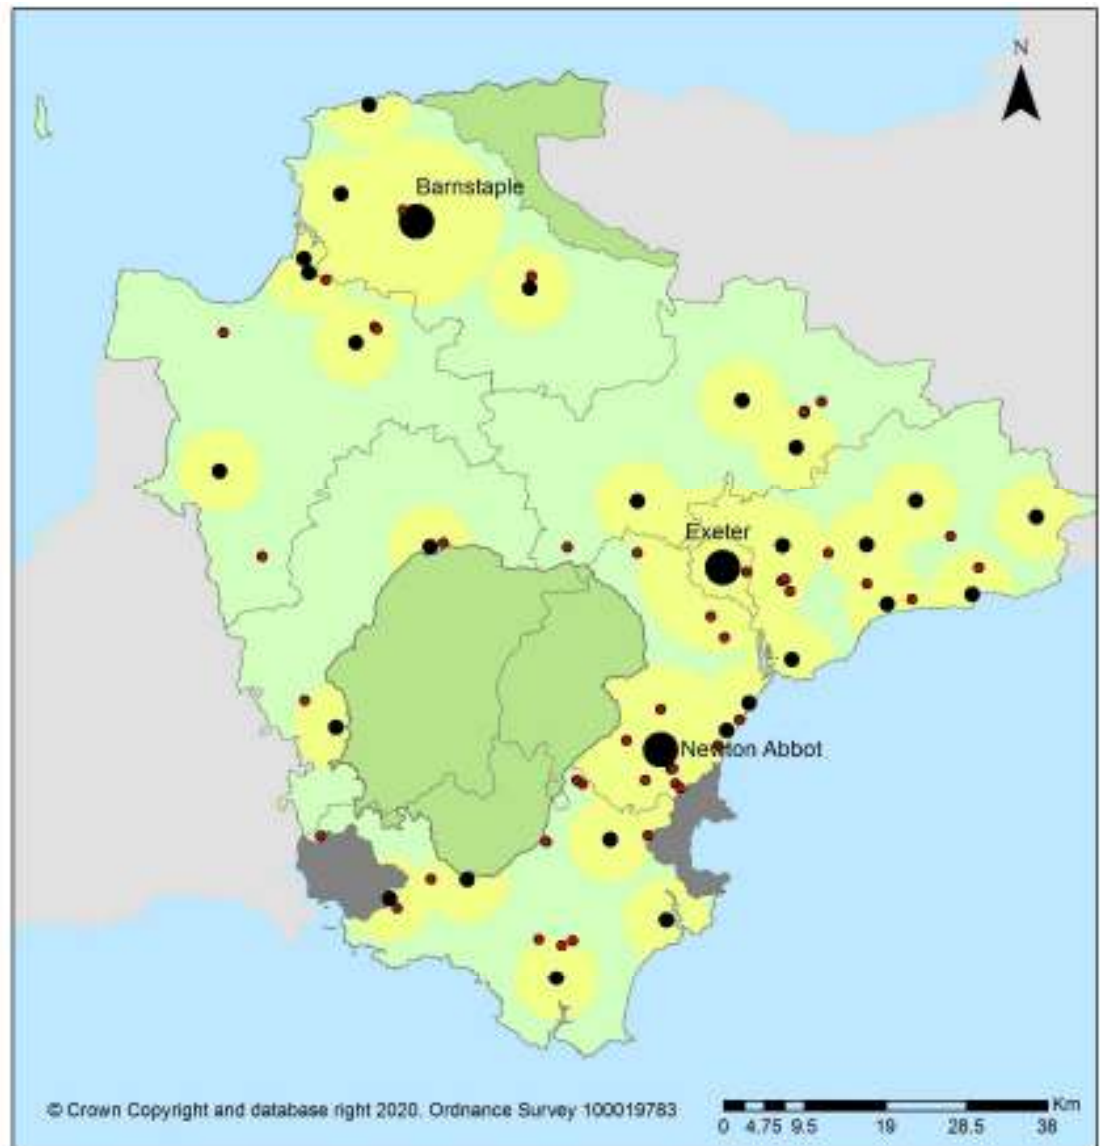 N
Barnstaple
Exeter
Newton Abbot
© Crown Copyright and database right 2020. Ordnance Survey 100019783
Km
0 4.75 9.5 19 28.5 38